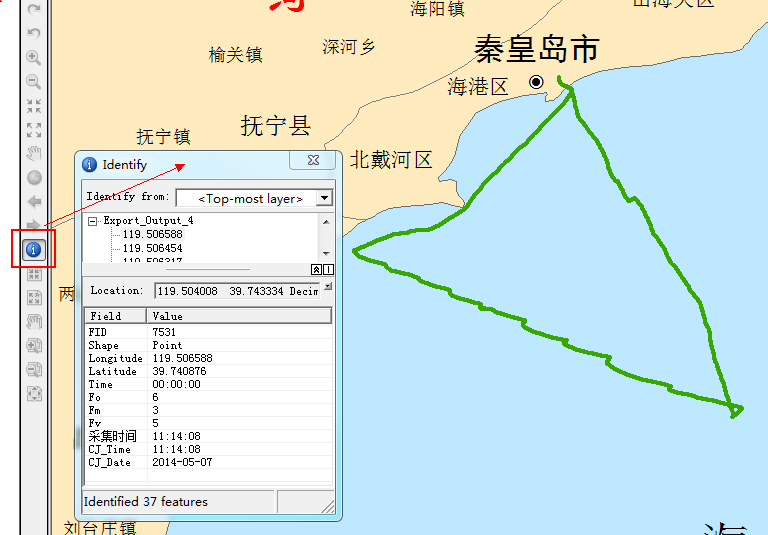 海阳镇
山海关区
榆关镇
深河乡
秦皇岛市
海港区
抚宁镇
抚宁县
北戴河区
Identify
Identify from:
<Top-most layer>
Export_Output_4
119.506588
119.506454
119.506317
Location:
119.504008 39.743334 Decim
Field Value
FID 7531
Shape Point
Longitude 119.506588
Latitude 39.740876
Time 00:00:00
Fo 6
Fm 3
Fv 5
采集时间 11:14:08
CJ_Time 11:14:08
CJ_Date 2014-05-07
Identified 37 features
两
刘台庄镇
海